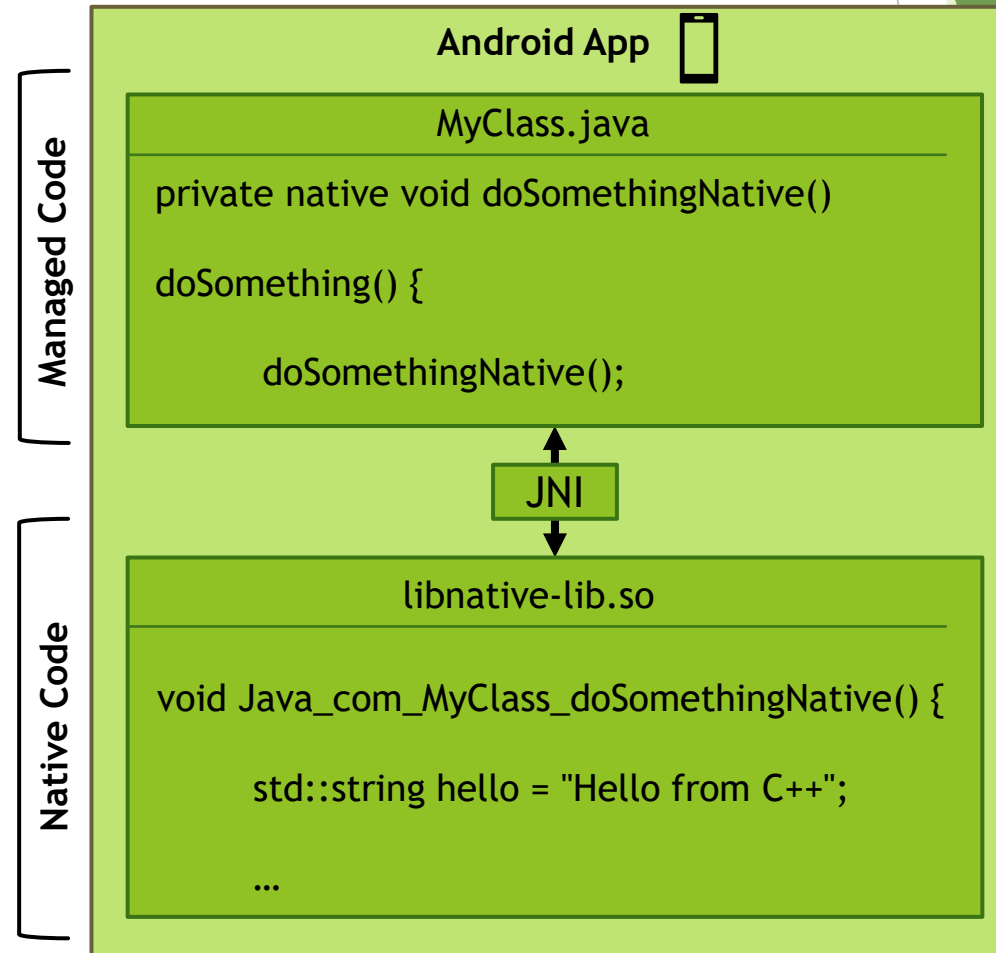 Android App
Managed Code
MyClass.java
private native void doSomethingNative()
doSomething() {
doSomethingNative();
JNI
Native Code
libnative-lib.so
void Java_com_MyClass_doSomethingNative() {
std::string hello = "Hello from C++";
…